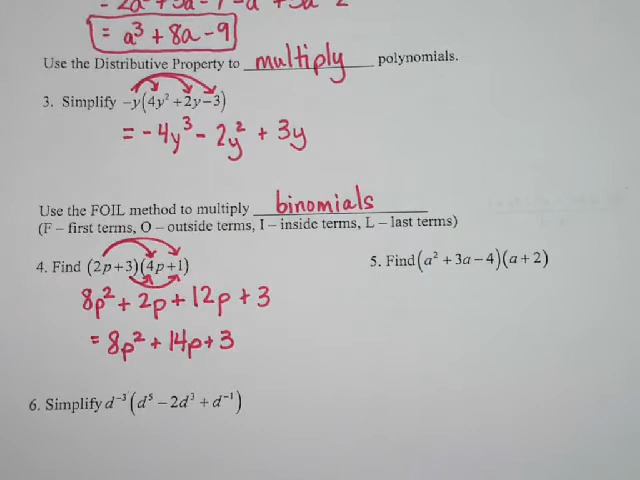 = a³ + 8a - 9
Use the Distributive Property to multiply polynomials.
3. Simplify -y(4y² + 2y - 3)
= - 4y³ - 2y² + 3y
Use the FOIL method to multiply binomials
(F – first terms, O – outside terms, I – inside terms, L – last terms)
4. Find (2p+3)(4p+1)
8p² + 2p + 12p + 3
= 8p² + 14p + 3
5. Find (a² + 3a - 4)(a + 2)
6. Simplify d⁻³(d⁵ - 2d³ + d⁻¹)